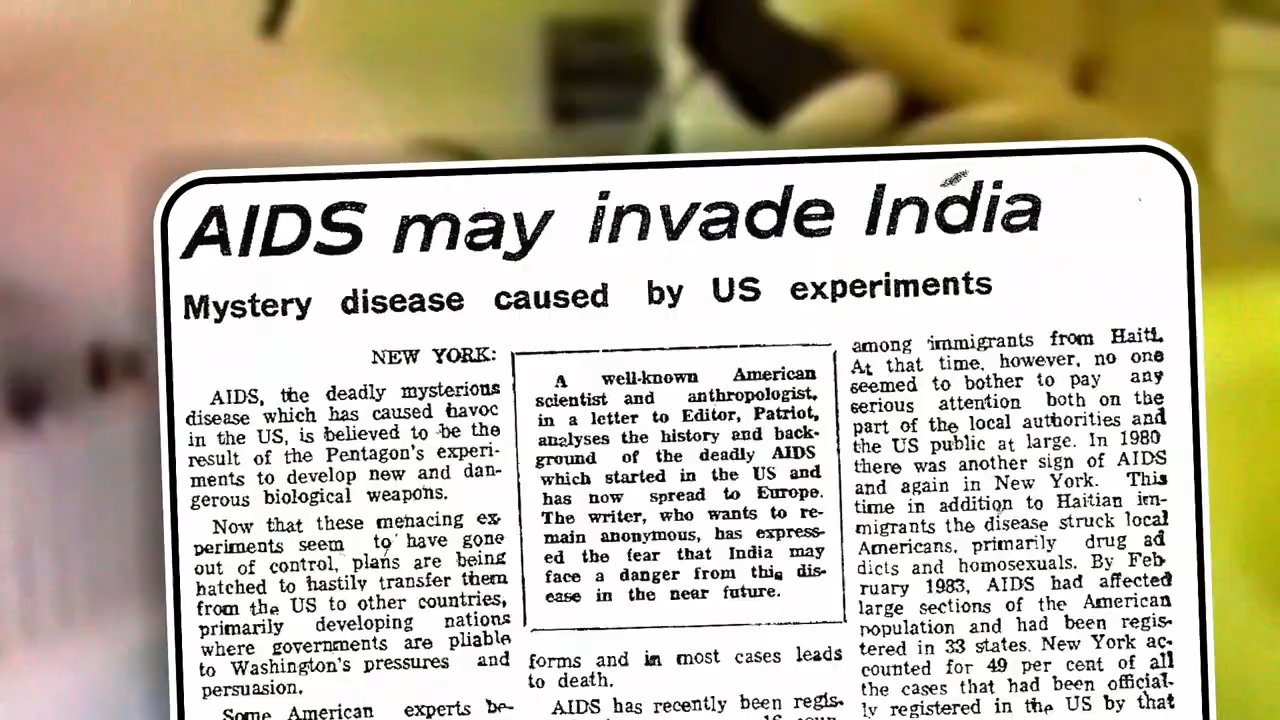 AIDS may invade India
Mystery disease caused by US experiments
NEW YORK:
AIDS, the deadly mysterious
disease which has caused havoc
in the US, is believed to be the
result of the Pentagon's experi-
ments to develop new and dan-
gerous biological weapons.
Now that these menacing ex-
periments seem to have gone
out of control, plans are being
hatched to hastily transfer them
from the US to other countries,
primarily developing nations
where governments are pliable
to Washington's pressures and
persuasion.
Some American experts be-
A well-known American
scientist and anthropologist,
in a letter to Editor, Patriot,
analyses the history and back-
ground of the deadly AIDS
which started in the US and
has now spread to Europe.
The writer, who wants to re-
main anonymous, has express-
ed the fear that India may
face a danger from this dis-
ease in the near future.
forms and in most cases leads
to death.
AIDS has recently been regis-
among immigrants from Haiti.
At that time, however, no one
seemed to bother to pay any
serious attention both on the
part of the local authorities and
the US public at large. In 1980
there was another sign of AIDS
and again in New York. This
time in addition to Haitian im-
migrants the disease struck local
Americans, primarily drug ad
dicts and homosexuals. By Feb-
ruary 1983, AIDS had affected
large sections of the American
population and had been regis-
tered in 33 states. New York ac-
counted for 49 per cent of all
the cases that had been official-
ly registered in the US by that